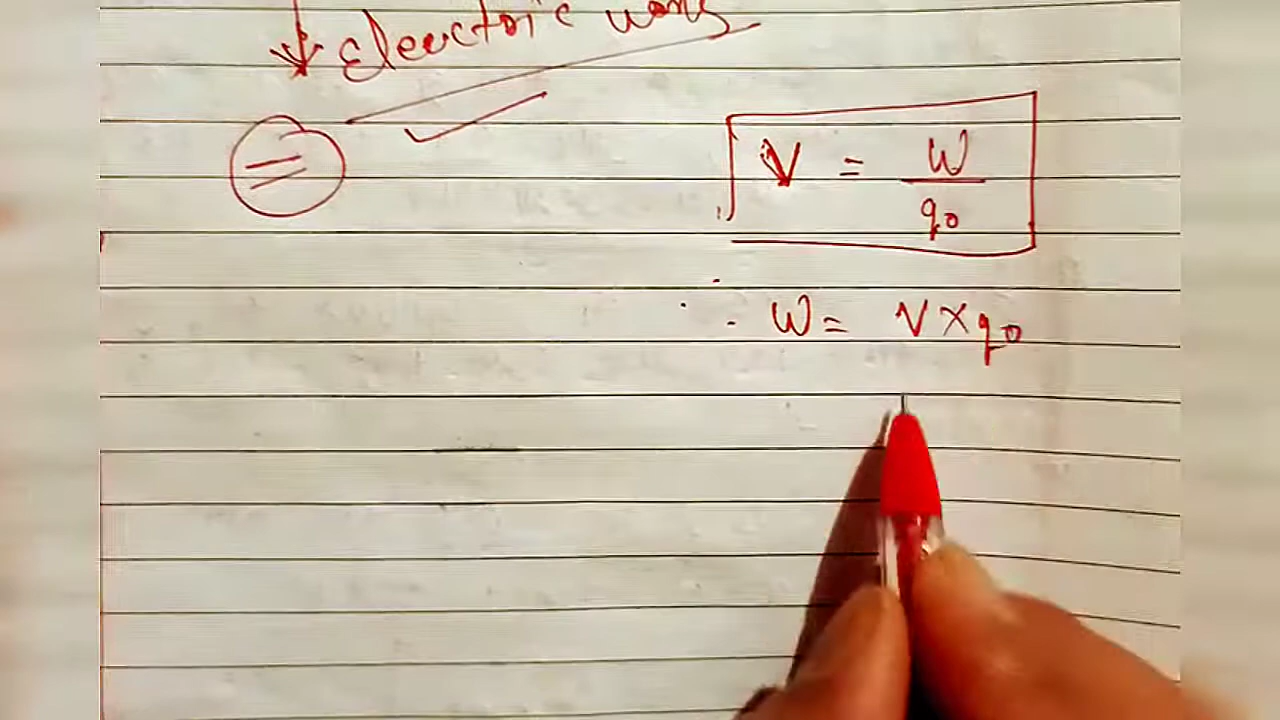 ↓ Electric work
=
V = W/q₀
∴ W = V × q₀